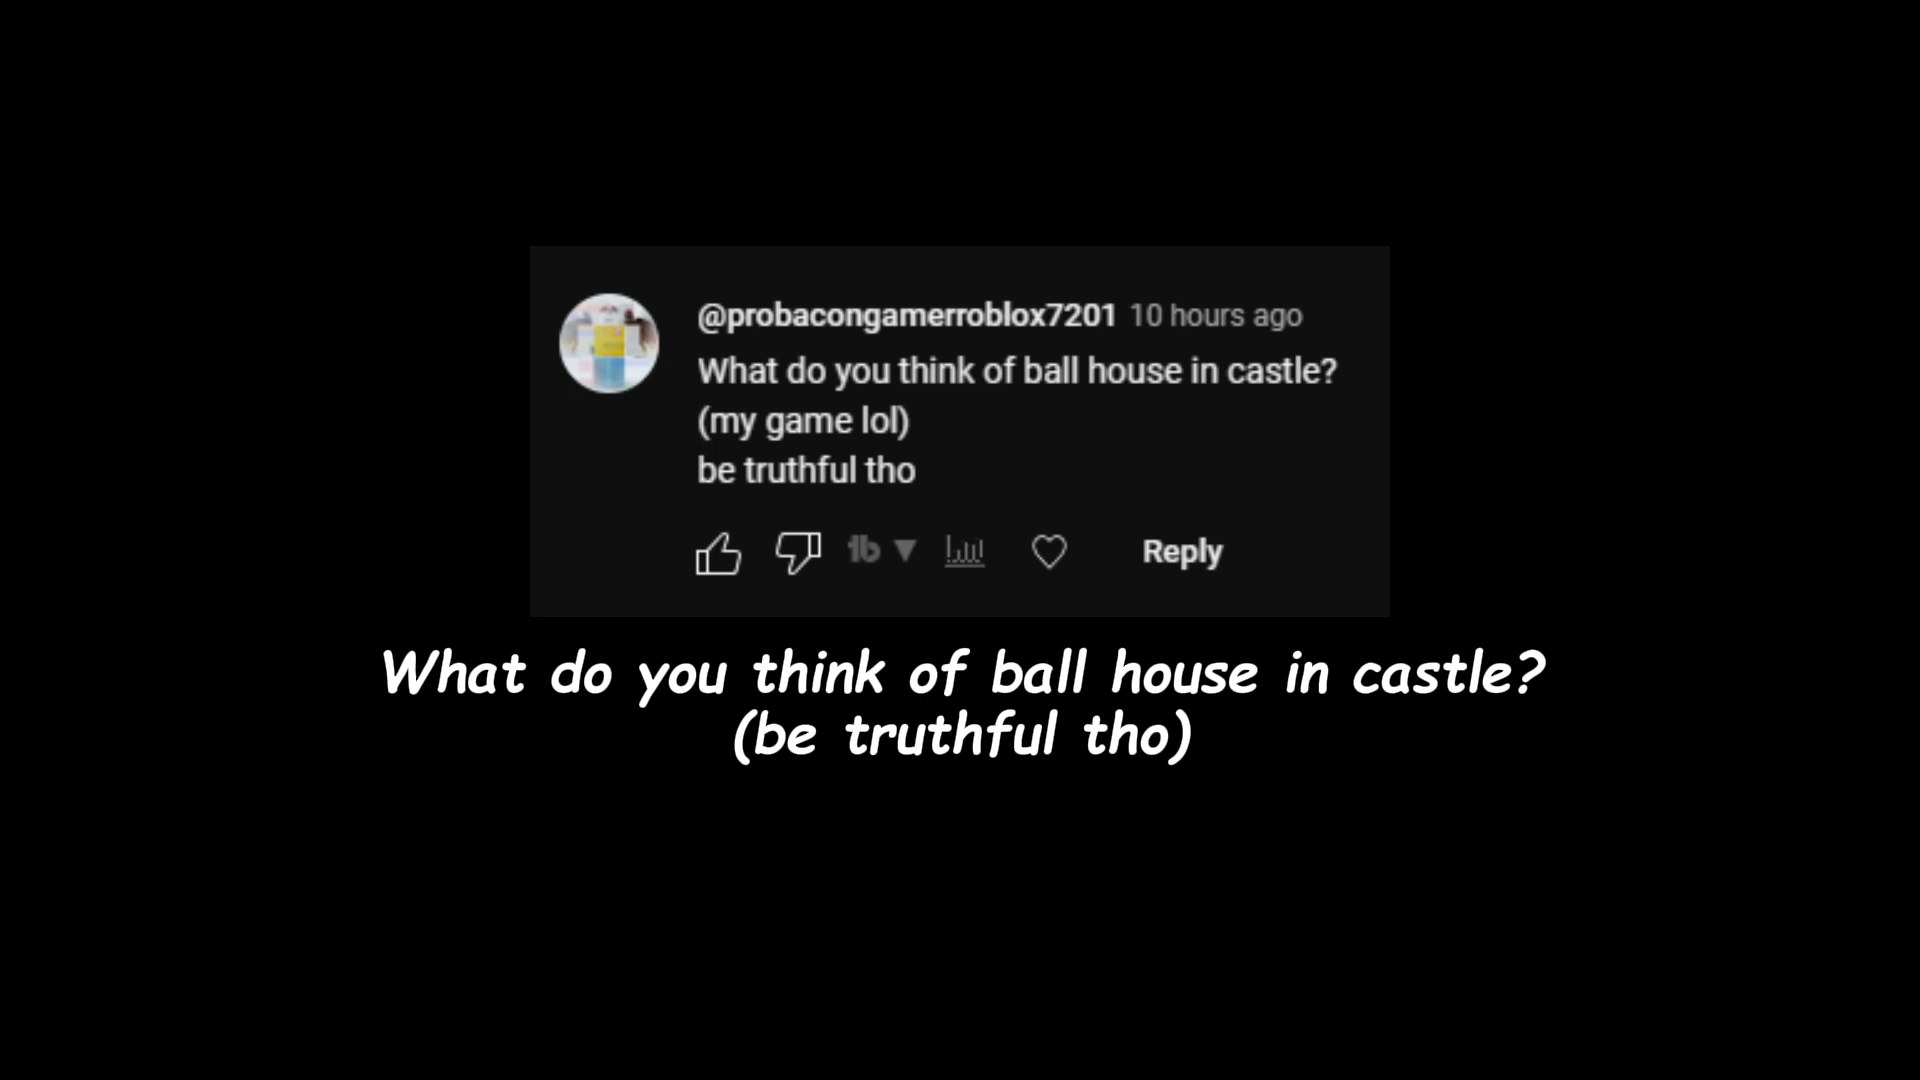 @probacongamerroblox7201 10 hours ago
What do you think of ball house in castle?
(my game lol)
be truthful tho
tb
Reply
What do you think of ball house in castle?
(be truthful tho)